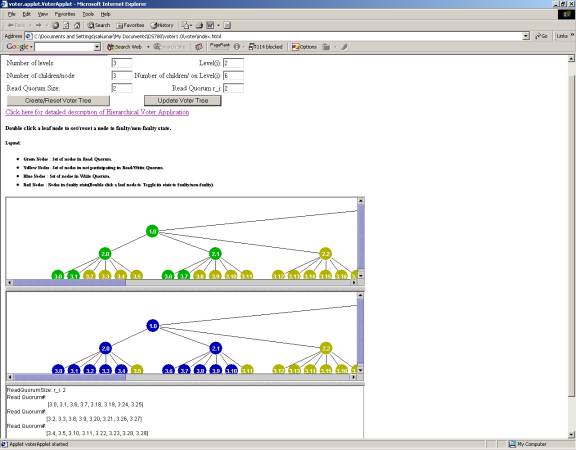 voter.applet.VoterApplet - Microsoft Internet Explorer
File Edit View Favorites Tools Help
Back Search Favorites History
Address C:\Documents and Settings\ Documents\ index.html Go Links
Google Search Web Search Site PageRank 5114 blocked Options
Number of levels: 3 Level(i): 2
Number of children/node 3 Number of children/ on Level(i): 6
Read Quorum Size: 2 Read Quorum r_i: 2
Create/Reset Voter Tree Update Voter Tree
Click here for detailed description of Hierarchical Voter Application
Double click a leaf node to set/reset a node to faulty/non-faulty state.
Legend:
Green Nodes : Set of nodes in Read Quorum.
Yellow Nodes : Set of nodes in not participating in Read/Write Quorum.
Blue Nodes : Set of nodes in Write Quorum.
Red Nodes : Nodes in faulty state(Double click a leaf node to Toggle its state to faulty/non-faulty)
1.0
2.0 2.1 2.2
3.0 3.1 3.2 3.3 3.4 3.5 3.6 3.7 3.8 3.9 3.10 3.11 3.12 3.13 3.14 3.15 3.16
1.0
2.0 2.1 2.2
3.0 3.1 3.2 3.3 3.4 3.5 3.6 3.7 3.8 3.9 3.10 3.11 3.12 3.13 3.14 3.15 3.16
ReadQuorumSize: r_i: 2
Read Quorum#:
[3.0, 3.1, 3.6, 3.7, 3.18, 3.19, 3.24, 3.25]
Read Quorum#:
[3.2, 3.3, 3.8, 3.9, 3.20, 3.21, 3.26, 3.27]
Read Quorum#:
[3.4, 3.5, 3.10, 3.11, 3.22, 3.23, 3.28, 3.29]
Applet voterApplet started My Computer